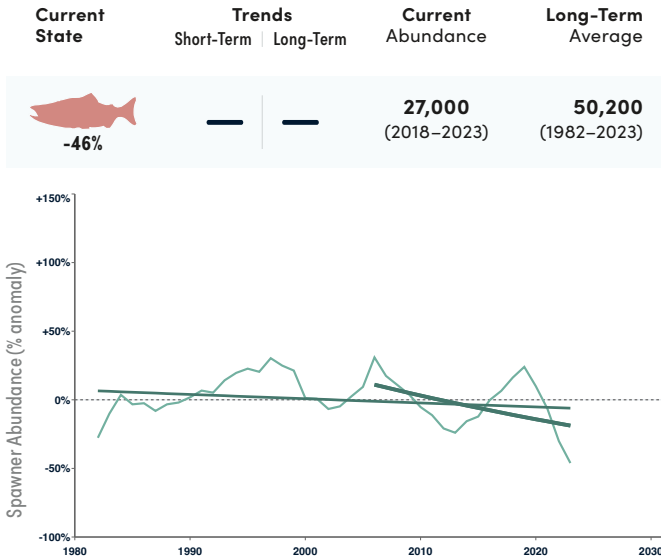 Current State
Trends
Short-Term | Long-Term
Current Abundance
Long-Term Average
-46%
— —
27,000
(2018–2023)
50,200
(1982–2023)
Spawner Abundance (% anomaly)
+150%
+100%
+50%
0%
-50%
-100%
1980 1990 2000 2010 2020 2030